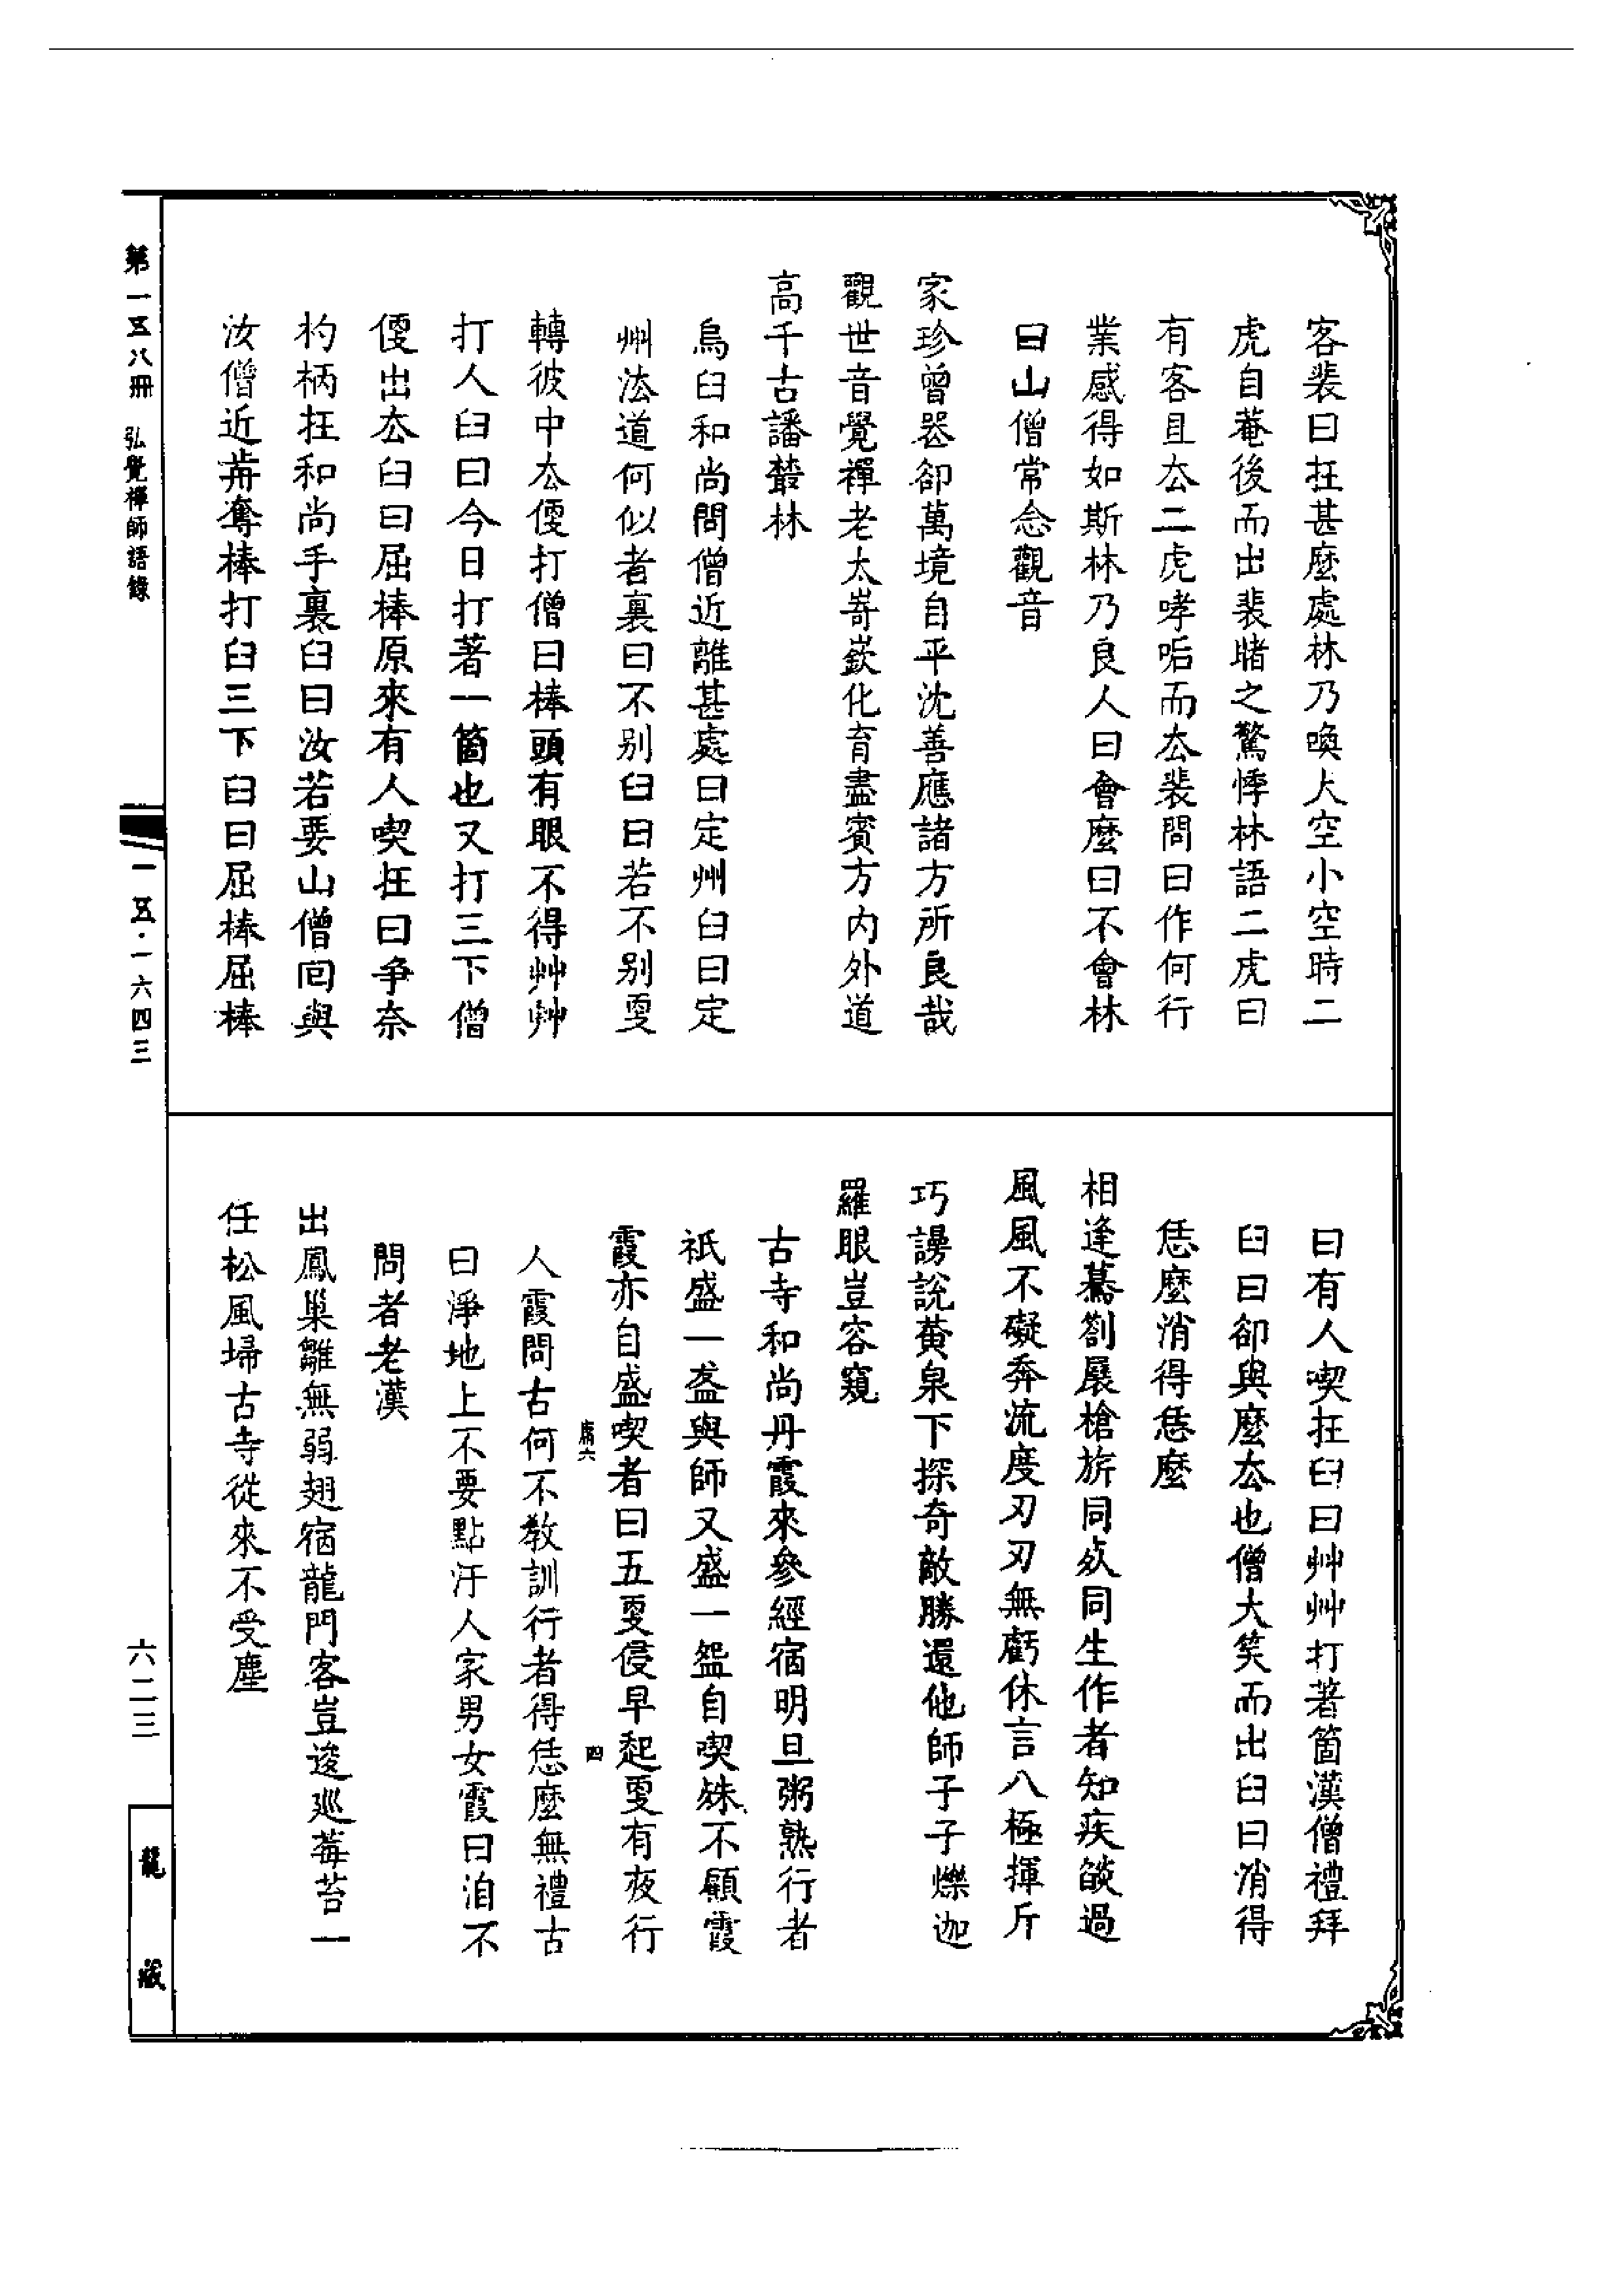 客裴曰在甚麼處林乃喚大空小空時二
虎自菴後而出裴睹之驚悸林語二虎曰
有客且去二虎哮吼而去裴問曰作何行
業感得如斯林乃良久曰會麼曰不會林
曰山僧常念觀音
家珍曾器卻萬境自平沈善應諸方所良哉
觀世音覺禪老太嵜嶔化育盡賓方內外道
高千古譒藂林
烏臼和尚問僧近離甚處曰定州臼曰定
州法道何似者裏曰不別臼曰若不別更
轉彼中去便打僧曰棒頭有眼不得艸艸
打人臼曰今日打著一箇也又打三下僧
便出去臼曰屈棒原來有人喫在曰爭奈
杓柄在和尚手裏臼曰汝若要山僧回與
汝僧近前奪棒打臼三下臼曰屈棒屈棒
曰有人喫在臼曰艸艸打著箇漢僧禮拜
臼曰卻與麼去也僧大笑而出臼曰消得
恁麼消得恁麼
相逢驀劄展槍旂同死同生作者知疾燄過
風風不礙奔流度刃刃無虧休言八極揮斤
巧謾說黃泉下探奇敵勝還他師子子爍迦
羅眼豈容窺
古寺和尚丹霞來參經宿明旦粥熟行者
祇盛一盋與師又盛一盌自喫殊不顧霞
霞亦自盛喫者曰五更侵早起更有夜行
人霞問古何不教訓行者得恁麼無禮古
曰淨地上不要點汙人家男女霞曰洎不
問者老漢
出鳳巢雛無弱翅宿龍門客豈逡巡莓苔一
任松風埽古寺從來不受塵
第一五八冊 弘覺禪師語錄
一五·一六四三
六二三
龍藏
席六
四